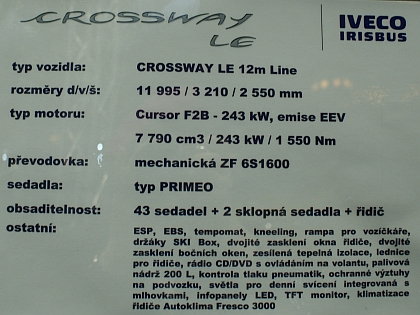 CROSSWAY
LE
IVECO
IRISBUS
typ vozidla: CROSSWAY LE 12m Line
rozměry d/v/š: 11 995 / 3 210 / 2 550 mm
typ motoru: Cursor F2B - 243 kW, emise EEV
7 790 cm3 / 243 kW / 1 550 Nm
převodovka: mechanická ZF 6S1600
sedadla: typ PRIMEO
obsaditelnost: 43 sedadel + 2 sklopná sedadla + řidič
ostatní: ESP, EBS, tempomat, kneeling, rampa pro vozíčkáře,
držáky SKI Box, dvojité zasklení okna řidiče, dvojité
zasklení bočních oken, zesílená tepelná izolace, lednice
pro řidiče, rádio CD/DVD s ovládáním na volantu, palivová
nádrž 200 L, kontrola tlaku pneumatik, ochranné výztuhy
na podvozku, světla pro denní svícení integrovaná s
mlhovkami, infopanely LED, TFT monitor, klimatizace
řidiče Autoklima Fresco 3000